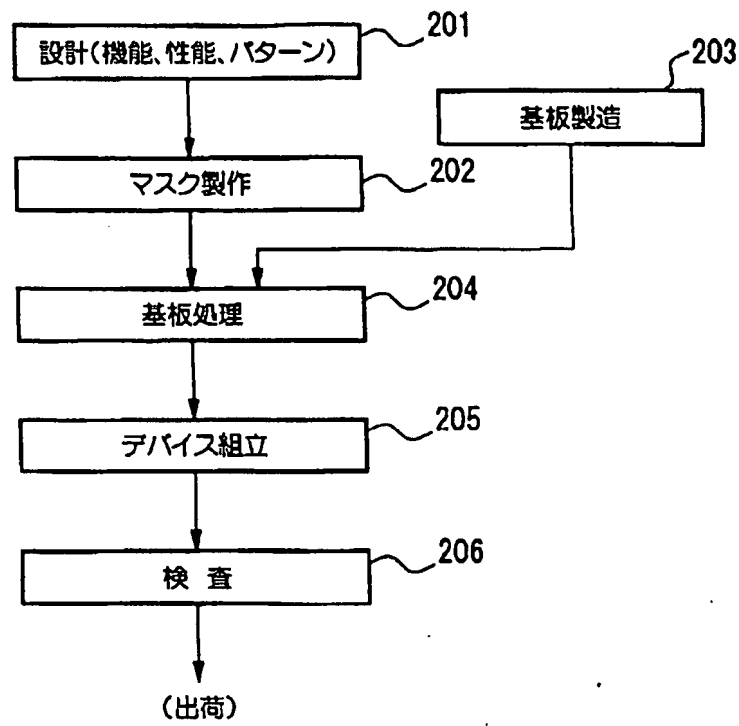 設計(機能、性能、パターン)
201
203
基板製造
マスク製作
202
基板処理
204
デバイス組立
205
検 査
206
(出荷)